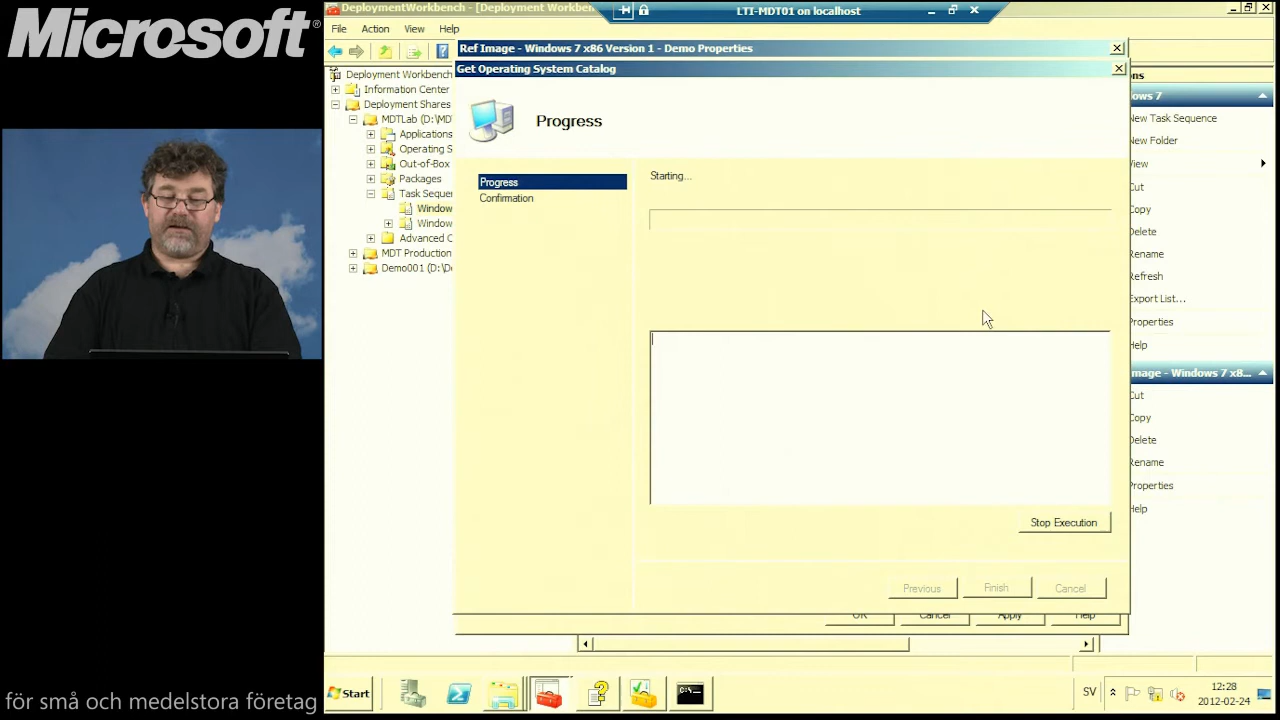 Microsoft®
DeploymentWorkbench - [Deployment Workben
LTI-MDT01 on localhost
File Action View Help
Ref Image - Windows 7 x86 Version 1 - Demo Properties
Get Operating System Catalog
Deployment Workbench
Information Center
Deployment Shares
MDTLab (D:\MD
Applications
Operating S
Out-of-Box
Packages
Task Sequer
Window
Window
Advanced C
MDT Production
Demo001 (D:\D
Progress
Progress
Confirmation
Starting...
Stop Execution
Previous Finish Cancel
OK Cancel Apply Help
ns
ows 7
New Task Sequence
New Folder
View
Cut
Copy
Delete
Rename
Refresh
Export List...
Properties
Help
mage - Windows 7 x8...
Cut
Copy
Delete
Rename
Properties
Help
för små och medelstora företag
Start
C:\
SV
12:28
2012-02-24